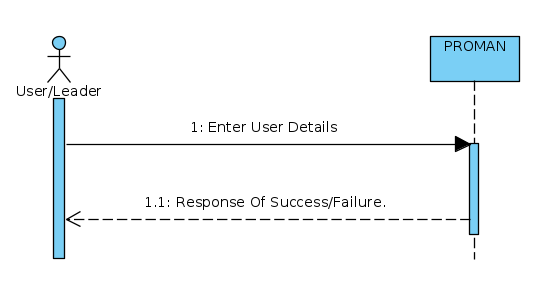 PROMAN
User/Leader
1: Enter User Details
1.1: Response Of Success/Failure.